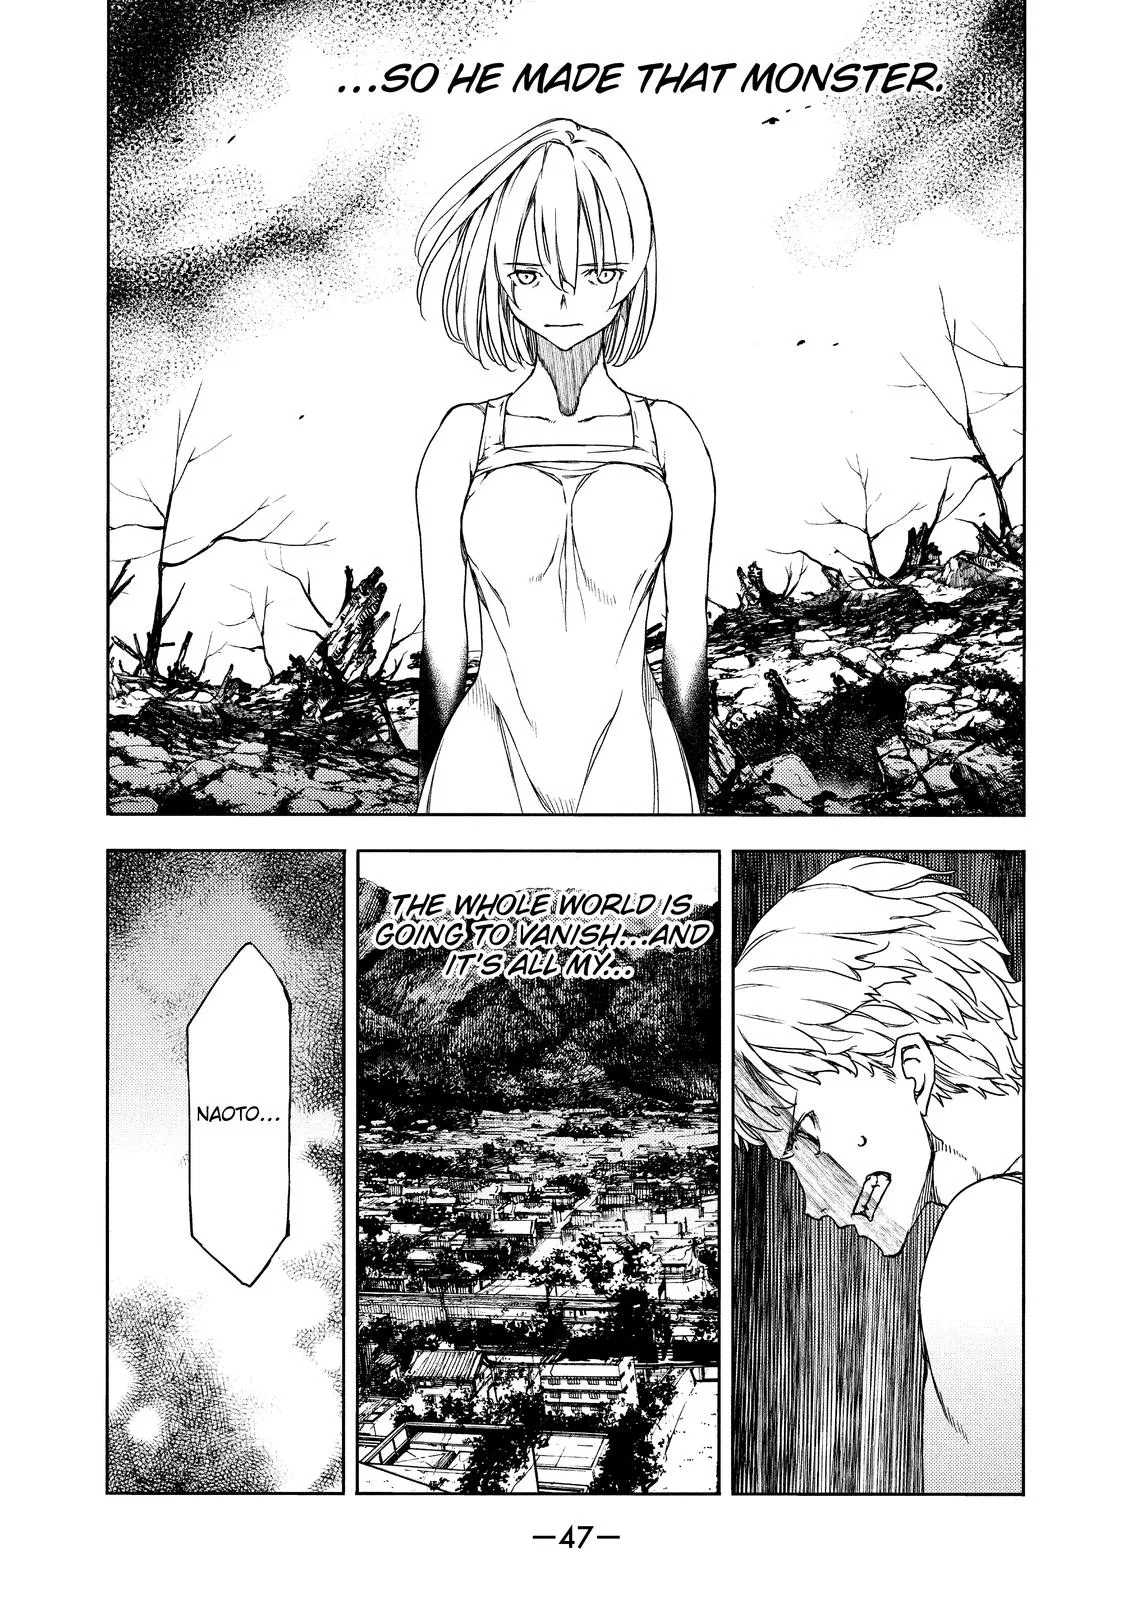 ...SO HE MADE THAT MONSTER.
THE WHOLE WORLD IS
GOING TO VANISH...AND
IT'S ALL MY...
NAOTO...
—47—